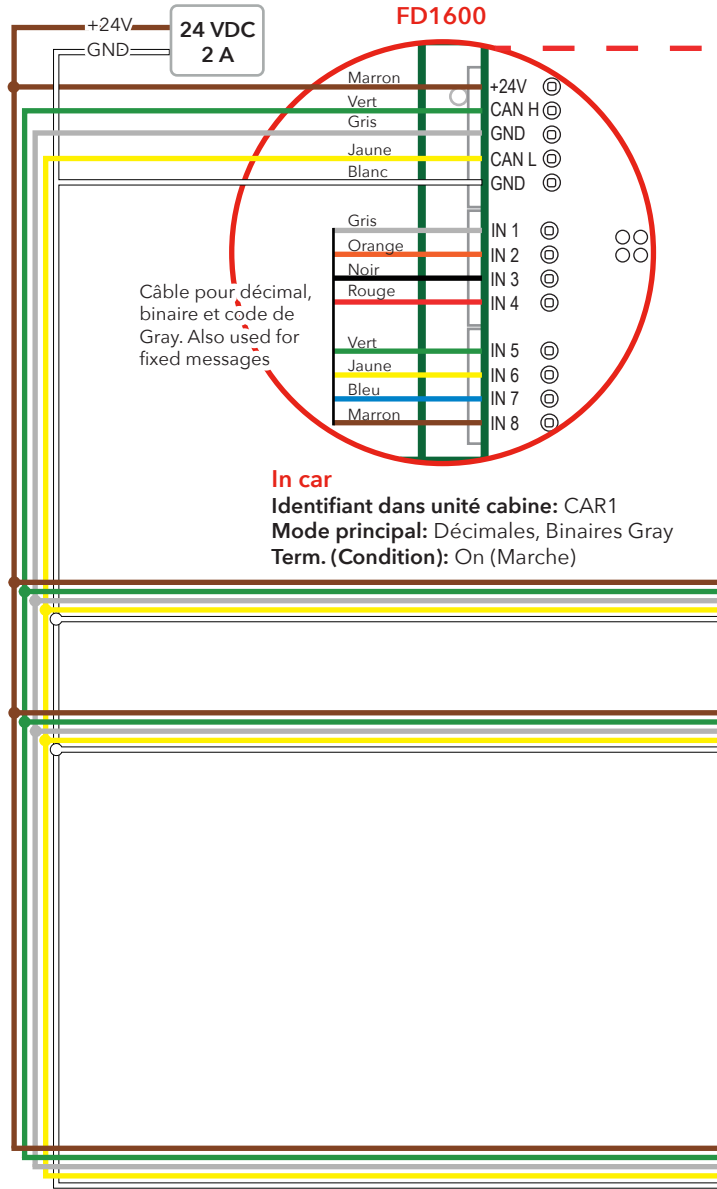 FD1600
+24V
GND
24 VDC
2 A
Marron
+24V
Vert
CAN H
Gris
GND
Jaune
CAN L
Blanc
GND
Gris
IN 1
Orange
IN 2
Noir
IN 3
Rouge
IN 4
Câble pour décimal,
binaire et code de
Gray. Also used for
fixed messages
Vert
IN 5
Jaune
IN 6
Bleu
IN 7
Marron
IN 8
In car
Identifiant dans unité cabine: CAR1
Mode principal: Décimales, Binaires Gray
Term. (Condition): On (Marche)